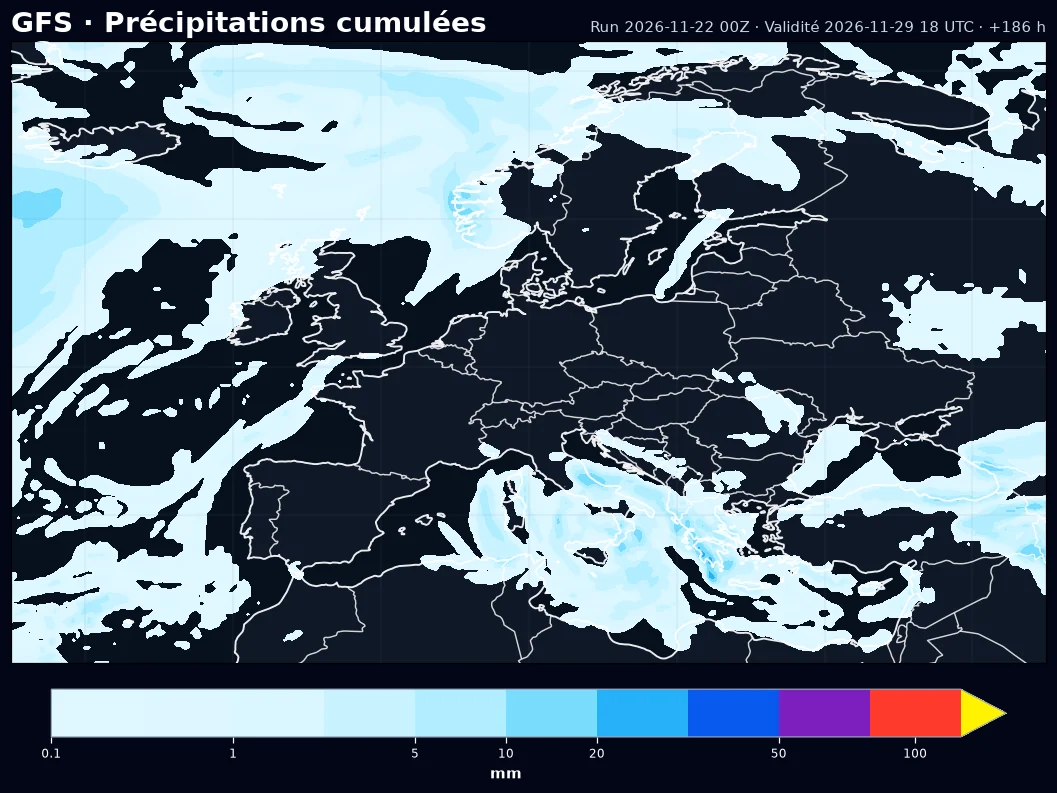 GFS · Précipitations cumulées
Run 2026-11-22 00Z · Validité 2026-11-29 18 UTC · +186 h
0.1 1 5 10 20 50 100
mm